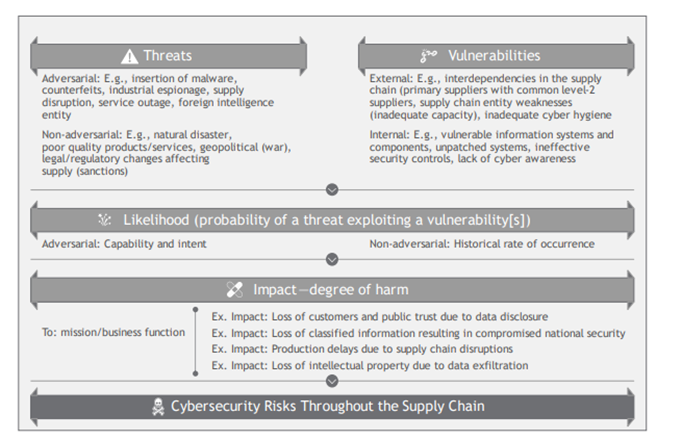 Threats
Adversarial: E.g., insertion of malware,
counterfeits, industrial espionage, supply
disruption, service outage, foreign intelligence
entity
Non-adversarial: E.g., natural disaster,
poor quality products/services, geopolitical (war),
legal/regulatory changes affecting
supply (sanctions)
Vulnerabilities
External: E.g., interdependencies in the supply
chain (primary suppliers with common level-2
suppliers, supply chain entity weaknesses
(inadequate capacity), inadequate cyber hygiene
Internal: E.g., vulnerable information systems and
components, unpatched systems, ineffective
security controls, lack of cyber awareness
Likelihood (probability of a threat exploiting a vulnerability[s])
Adversarial: Capability and intent
Non-adversarial: Historical rate of occurrence
Impact—degree of harm
To: mission/business function
Ex. Impact: Loss of customers and public trust due to data disclosure
Ex. Impact: Loss of classified information resulting in compromised national security
Ex. Impact: Production delays due to supply chain disruptions
Ex. Impact: Loss of intellectual property due to data exfiltration
Cybersecurity Risks Throughout the Supply Chain